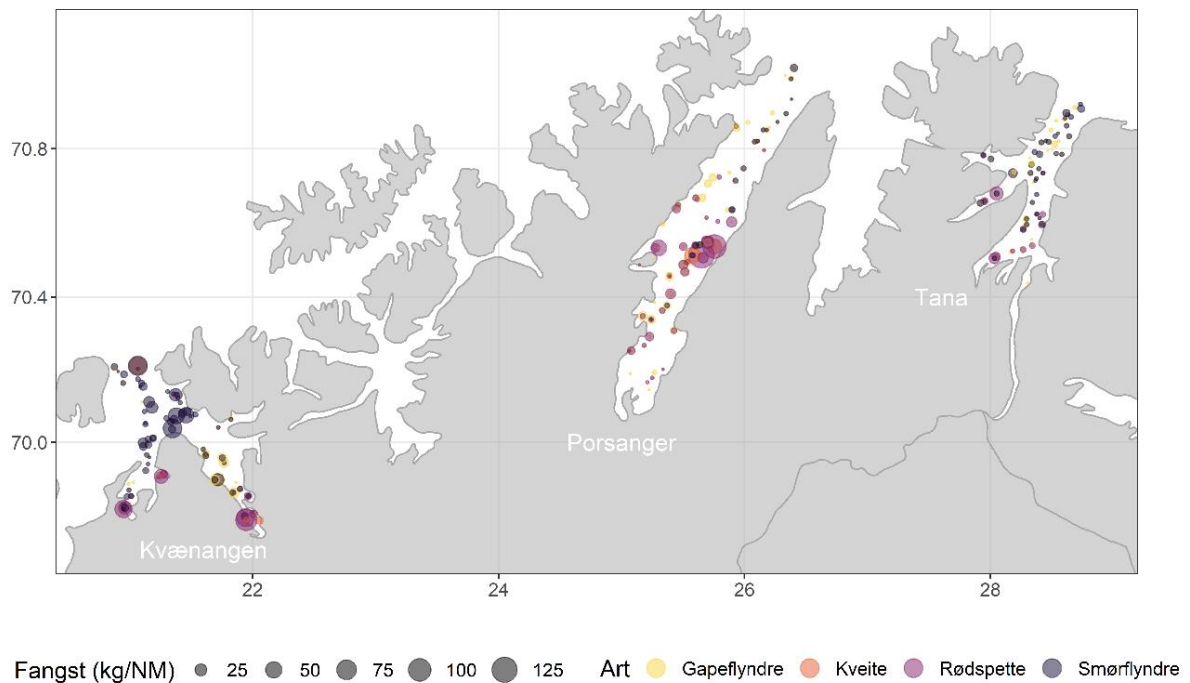 70.8
70.4
70.0
Tana
Porsanger
Kvænangen
22 24 26 28
Fangst (kg/NM) 25 50 75 100 125 Art Gapeflyndre Kveite Rødspette Smørflyndre